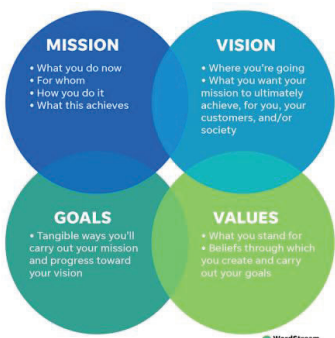 MISSION
• What you do now
• For whom
• How you do it
• What this achieves
VISION
• Where you're going
• What you want your
mission to ultimately
achieve, for you, your
customers, and/or
society
GOALS
• Tangible ways you'll
carry out your mission
and progress toward
your vision
VALUES
• What you stand for
• Beliefs through which
you create and carry
out your goals
WordStream